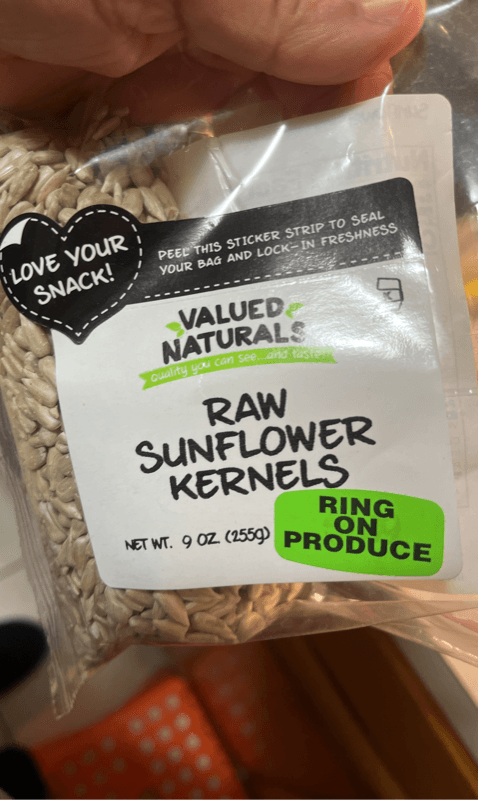 LOVE YOUR
SNACK!
PEEL THIS STICKER STRIP TO SEAL
YOUR BAG AND LOCK-IN FRESHNESS
VALUED
NATURALS
quality you can see...and taste...
RAW
SUNFLOWER
KERNELS
NET WT. 9 OZ. (255g)
RING
ON
PRODUCE